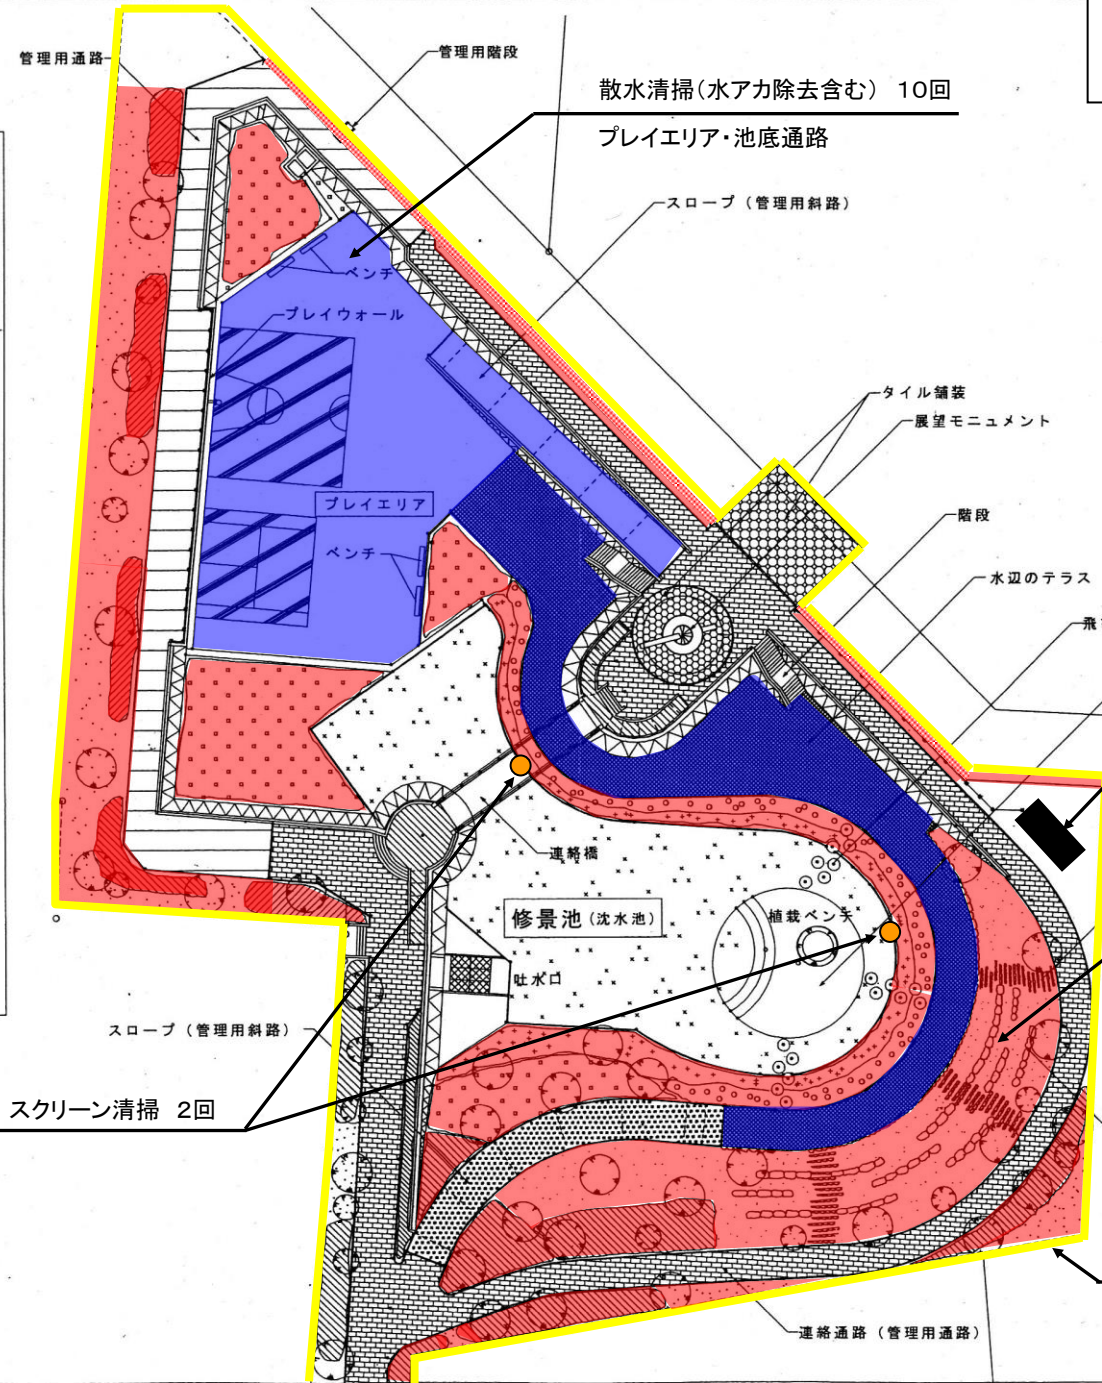 管理用通路
管理用階段
散水清掃(水アカ除去含む) 10回
プレイエリア・池底通路
スロープ（管理用斜路）
ベンチ
プレイウォール
タイル舗装
展望モニュメント
プレイエリア
階段
ベンチ
水辺のテラス
飛
連絡橋
修景池(沈水池)
植栽ベンチ
吐水口
スロープ（管理用斜路）
スクリーン清掃 2回
連絡通路（管理用通路）